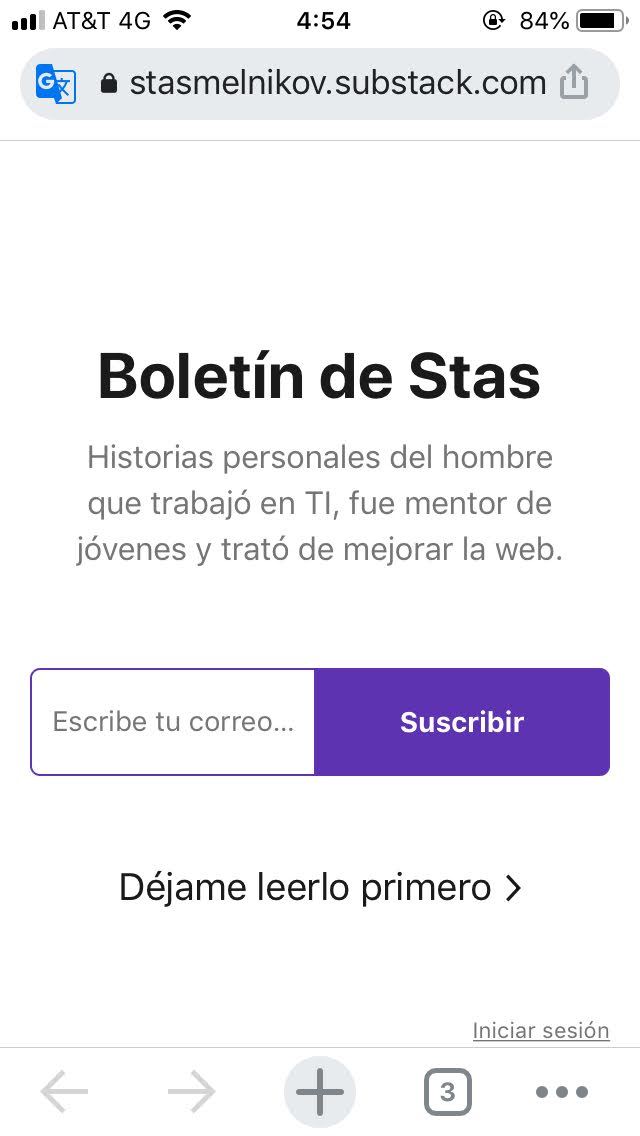 AT&T 4G 4:54 84%
stasmelnikov.substack.com
Boletín de Stas
Historias personales del hombre
que trabajó en TI, fue mentor de
jóvenes y trató de mejorar la web.
Escribe tu correo... Suscribir
Déjame leerlo primero
Iniciar sesión
3